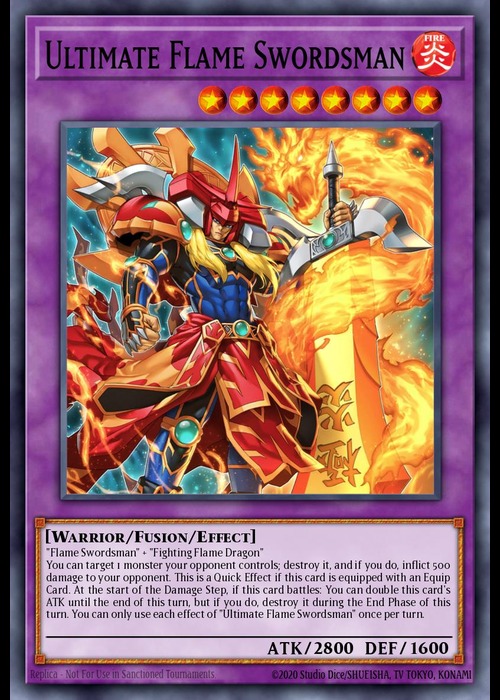 ULTIMATE FLAME SWORDSMAN
FIRE
炎
[WARRIOR/FUSION/EFFECT]
"Flame Swordsman" + "Fighting Flame Dragon"
You can target 1 monster your opponent controls; destroy it, and if you do, inflict 500
damage to your opponent. This is a Quick Effect if this card is equipped with an Equip
Card. At the start of the Damage Step, if this card battles: You can double this card's
ATK until the end of this turn, but if you do, destroy it during the End Phase of this
turn. You can only use each effect of "Ultimate Flame Swordsman" once per turn.
ATK/2800 DEF/1600
Replica - Not For Use in Sanctioned Tournaments
©2020 Studio Dice/SHUEISHA, TV TOKYO, KONAMI